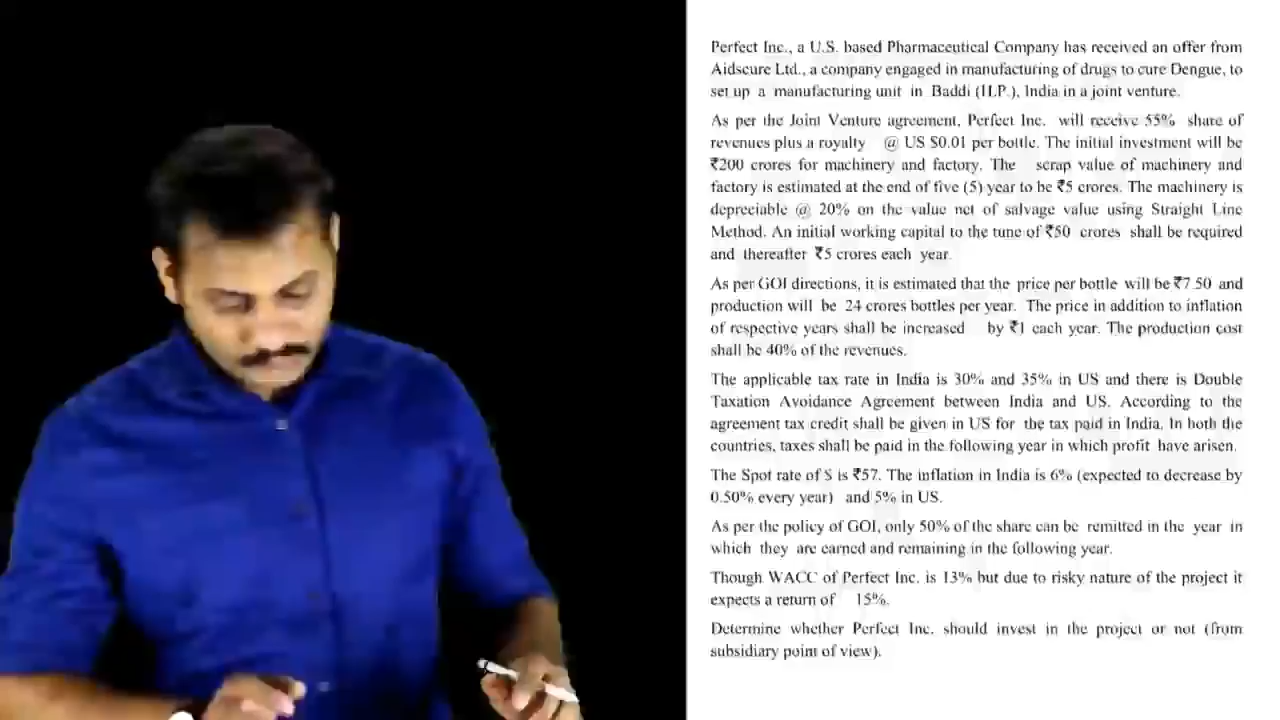 Perfect Inc., a U.S. based Pharmaceutical Company has received an offer from
Aidscure Ltd., a company engaged in manufacturing of drugs to cure Dengue, to
set up a manufacturing unit in Baddi (H.P.), India in a joint venture.
As per the Joint Venture agreement, Perfect Inc. will receive 55% share of
revenues plus a royalty @ US $0.01 per bottle. The initial investment will be
₹200 crores for machinery and factory. The scrap value of machinery and
factory is estimated at the end of five (5) year to be ₹5 crores. The machinery is
depreciable @ 20% on the value net of salvage value using Straight Line
Method. An initial working capital to the tune of ₹50 crores shall be required
and thereafter ₹5 crores each year.
As per GOI directions, it is estimated that the price per bottle will be ₹7.50 and
production will be 24 crores bottles per year. The price in addition to inflation
of respective years shall be increased by ₹1 each year. The production cost
shall be 40% of the revenues.
The applicable tax rate in India is 30% and 35% in US and there is Double
Taxation Avoidance Agreement between India and US. According to the
agreement tax credit shall be given in US for the tax paid in India. In both the
countries, taxes shall be paid in the following year in which profit have arisen.
The Spot rate of $ is ₹57. The inflation in India is 6% (expected to decrease by
0.50% every year) and 5% in US.
As per the policy of GOI, only 50% of the share can be remitted in the year in
which they are earned and remaining in the following year.
Though WACC of Perfect Inc. is 13% but due to risky nature of the project it
expects a return of 15%.
Determine whether Perfect Inc. should invest in the project or not (from
subsidiary point of view).